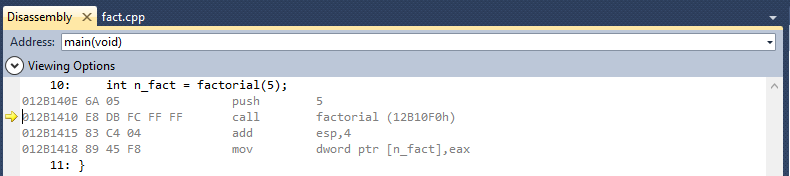 Disassembly fact.cpp
Address: main(void)
Viewing Options
10: int n_fact = factorial(5);
012B140E 6A 05 push 5
012B1410 E8 DB FC FF FF call factorial (12B10F0h)
012B1415 83 C4 04 add esp,4
012B1418 89 45 F8 mov dword ptr [n_fact],eax
11: }